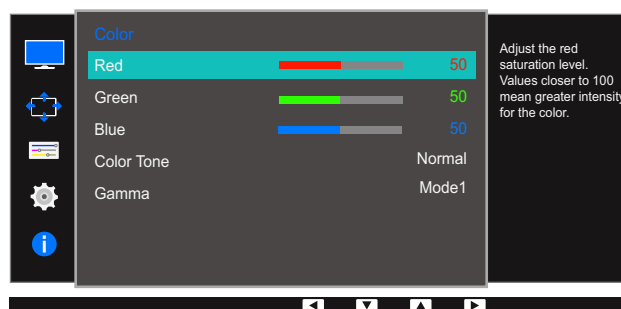 Color
Red 50
Green 50
Blue 50
Color Tone Normal
Gamma Mode1
Adjust the red
saturation level.
Values closer to 100
mean greater intensity
for the color.